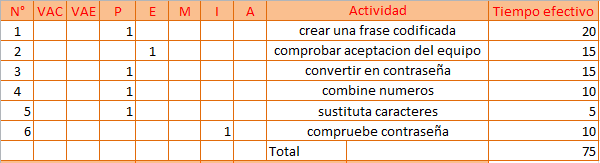 N° VAC VAE P E M I A Actividad Tiempo efectivo
1 1 crear una frase codificada 20
2 1 comprobar aceptacion del equipo 15
3 1 convertir en contraseña 15
4 1 combine numeros 10
5 1 sustituta caracteres 5
6 1 compruebe contraseña 10
Total 75